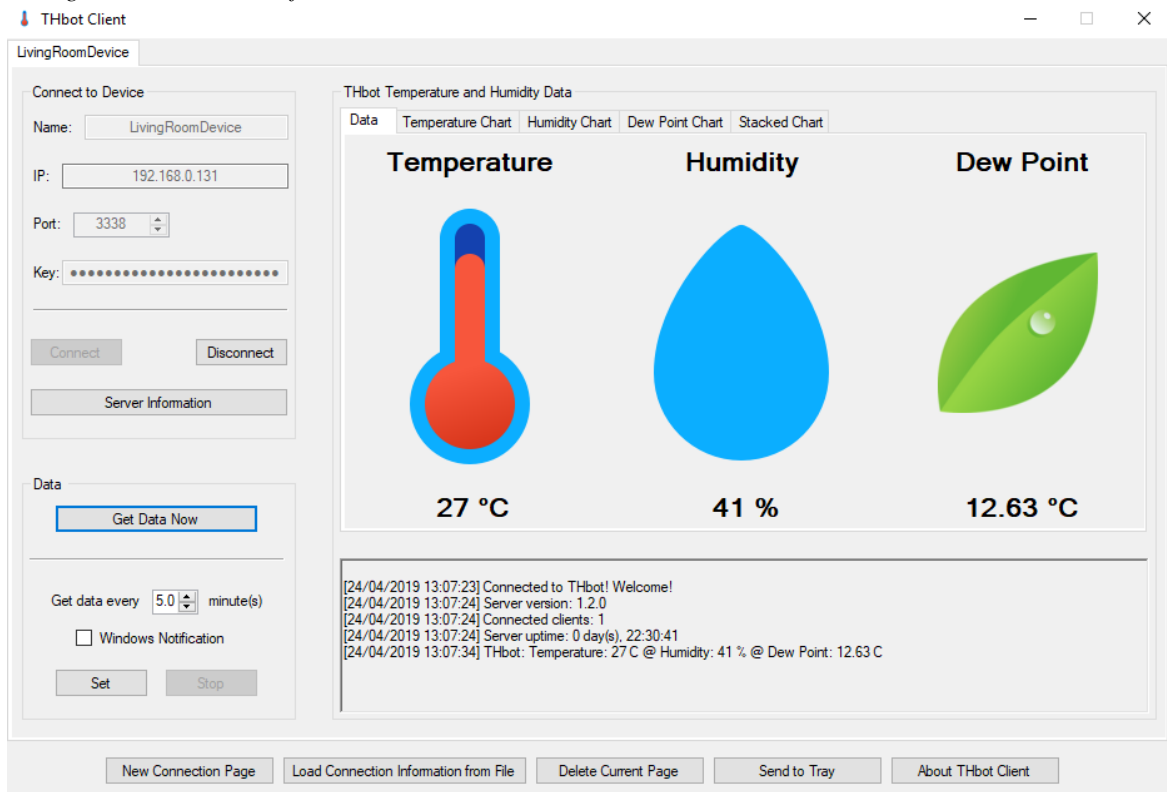 THbot Client
LivingRoomDevice
Connect to Device
Name: LivingRoomDevice
IP: 192.168.0.131
Port: 3338
Key: ●●●●●●●●●●●●●●●●●●●●●●●●
Connect Disconnect
Server Information
Data
Get Data Now
Get data every 5.0 minute(s)
Windows Notification
Set Stop
THbot Temperature and Humidity Data
Data Temperature Chart Humidity Chart Dew Point Chart Stacked Chart
Temperature Humidity Dew Point
27 °C 41 % 12.63 °C
[24/04/2019 13:07:23] Connected to THbot! Welcome!
[24/04/2019 13:07:24] Server version: 1.2.0
[24/04/2019 13:07:24] Connected clients: 1
[24/04/2019 13:07:24] Server uptime: 0 day(s), 22:30:41
[24/04/2019 13:07:34] THbot: Temperature: 27 C @ Humidity: 41 % @ Dew Point: 12.63 C
New Connection Page Load Connection Information from File Delete Current Page Send to Tray About THbot Client